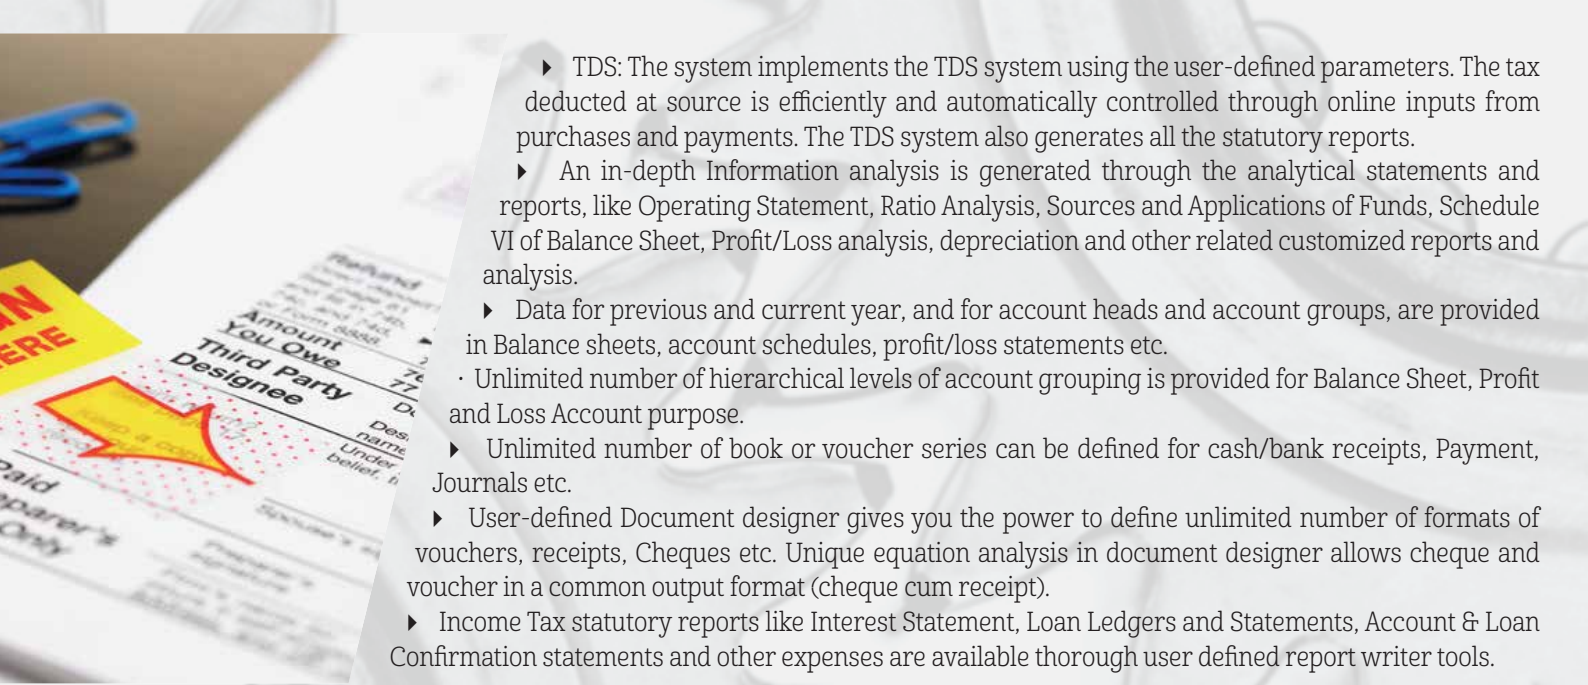 ▸ TDS: The system implements the TDS system using the user-defined parameters. The tax
deducted at source is efficiently and automatically controlled through online inputs from
purchases and payments. The TDS system also generates all the statutory reports.
▸ An in-depth Information analysis is generated through the analytical statements and
reports, like Operating Statement, Ratio Analysis, Sources and Applications of Funds, Schedule
VI of Balance Sheet, Profit/Loss analysis, depreciation and other related customized reports and
analysis.
▸ Data for previous and current year, and for account heads and account groups, are provided
in Balance sheets, account schedules, profit/loss statements etc.
· Unlimited number of hierarchical levels of account grouping is provided for Balance Sheet, Profit
and Loss Account purpose.
▸ Unlimited number of book or voucher series can be defined for cash/bank receipts, Payment,
Journals etc.
▸ User-defined Document designer gives you the power to define unlimited number of formats of
vouchers, receipts, Cheques etc. Unique equation analysis in document designer allows cheque and
voucher in a common output format (cheque cum receipt).
▸ Income Tax statutory reports like Interest Statement, Loan Ledgers and Statements, Account & Loan
Confirmation statements and other expenses are available thorough user defined report writer tools.
Refund
Amount
You Owe
Third Party
Designee
Paid
Only